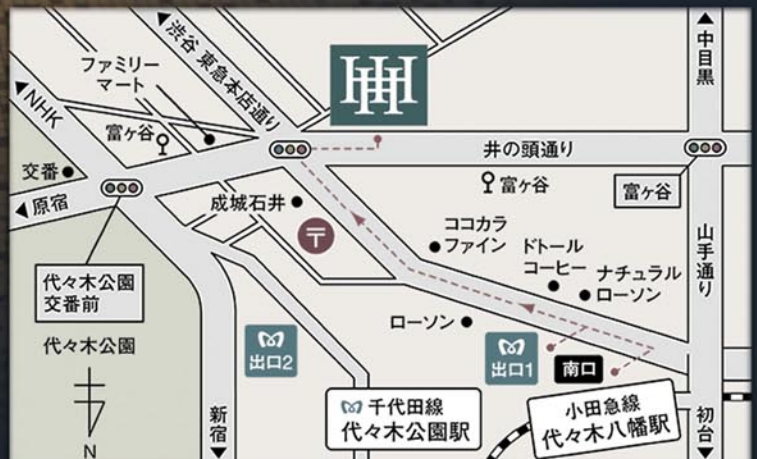 渋谷 東急本店通り
ファミリー
マート
NHK
富ヶ谷
交番
原宿
成城石井
〒
井の頭通り
富ヶ谷
富ヶ谷
中目黒
山手通り
ココカラ
ファイン
ドトール
コーヒー
ナチュラル
ローソン
ローソン
代々木公園
交番前
代々木公園
N
新宿
出口2
出口1
南口
千代田線
代々木公園駅
小田急線
代々木八幡駅
初台